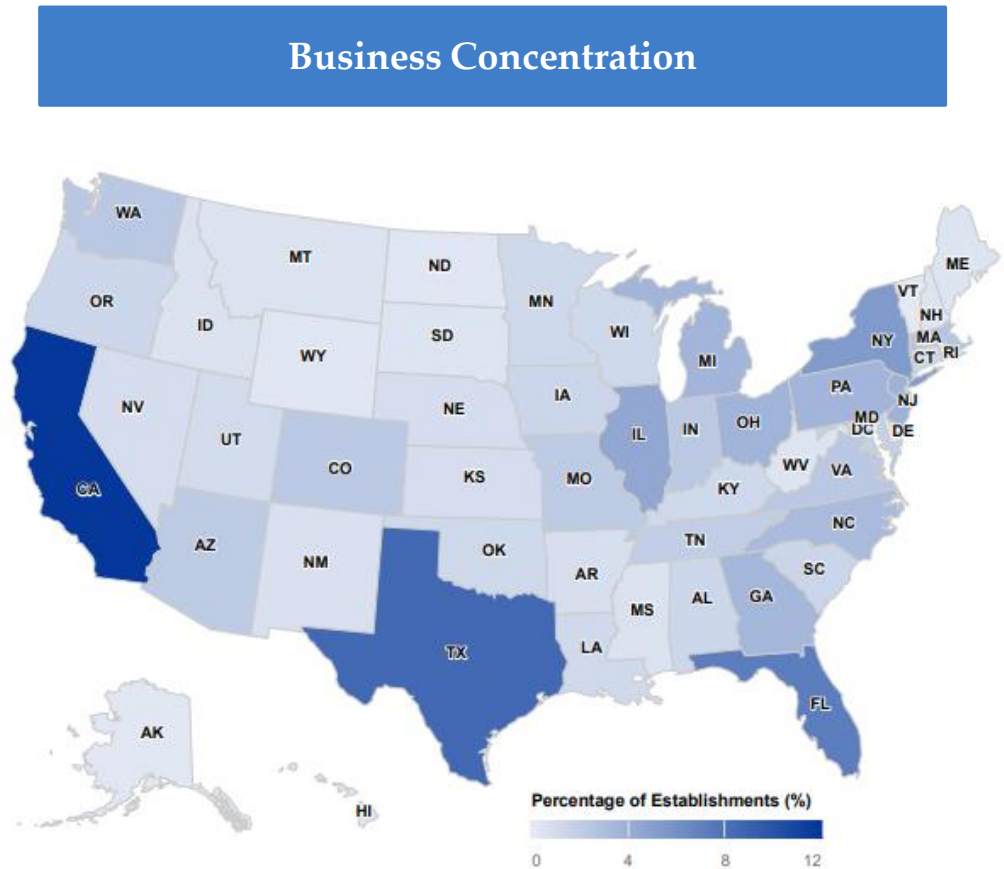 Business Concentration
WA
MT
ND
ME
VT
OR
MN
NH
ID
WI
SD
MA
NY
RI
CT
WY
MI
PA
IA
NV
NE
NJ
MD
OH
UT
IL
IN
DC
DE
CO
WV
VA
KS
MO
CA
KY
NC
AZ
TN
OK
NM
SC
AR
GA
AL
MS
LA
TX
FL
AK
HI
Percentage of Establishments (%)
0 4 8 12